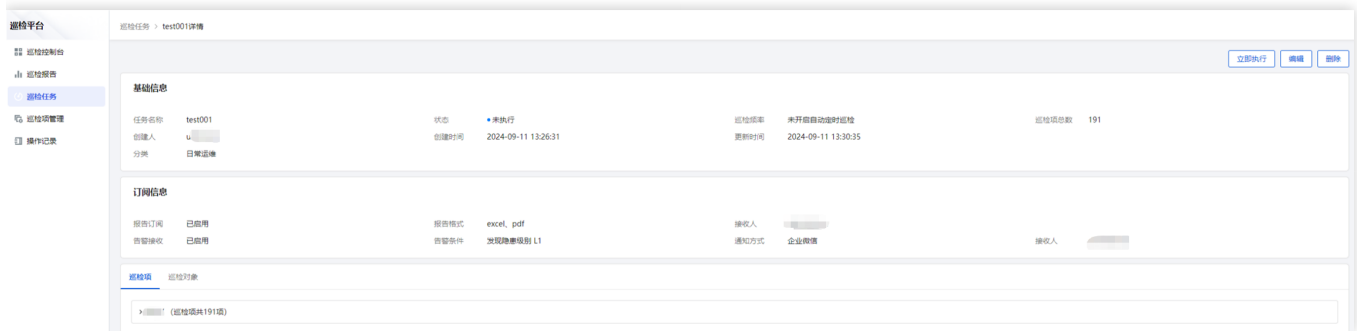 巡检平台
巡检任务 > test001详情
巡检控制台
巡检报告
巡检任务
巡检项管理
操作记录
立即执行 编辑 删除
基础信息
任务名称 test001 状态 未执行 巡检频率 未开启自动定时巡检 巡检项总数 191
创建人 u 创建时间 2024-09-11 13:26:31 更新时间 2024-09-11 13:30:35
分类 日常运维
订阅信息
报告订阅 已启用 报告格式 excel、pdf 接收人
告警接收 已启用 告警条件 发现隐患级别 L1 通知方式 企业微信 接收人
巡检项 巡检对象
（巡检项共191项）